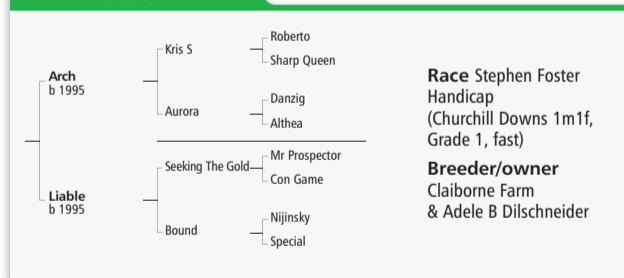 Arch
b 1995
Liable
b 1995
Kris S
Aurora
Seeking The Gold
Bound
Roberto
Sharp Queen
Danzig
Althea
Mr Prospector
Con Game
Nijinsky
Special
Race Stephen Foster
Handicap
(Churchill Downs 1m1f,
Grade 1, fast)
Breeder/owner
Claiborne Farm
& Adele B Dilschneider